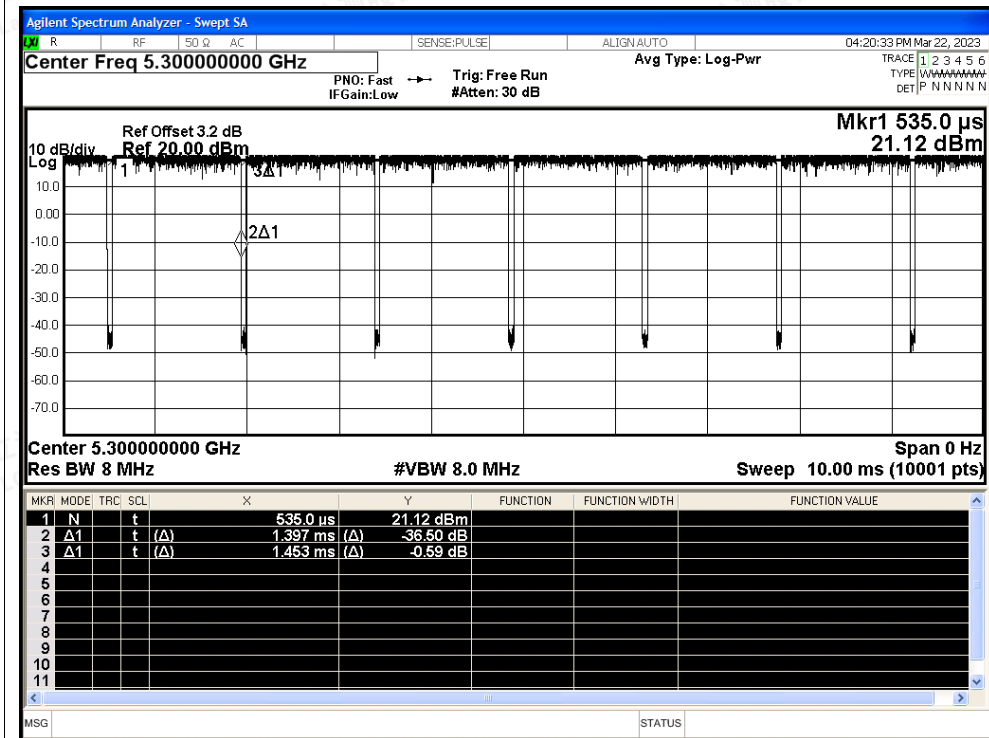 Agilent Spectrum Analyzer - Swept SA
LXI R RF 50 Ω AC SENSE:PULSE ALIGN AUTO 04:20:33 PM Mar 22, 2023
Center Freq 5.300000000 GHz
PNO: Fast
IFGain:Low
Trig: Free Run
#Atten: 30 dB
Avg Type: Log-Pwr
TRACE 1 2 3 4 5 6
TYPE WWWWWW
DET P N N N N N
Mkr1 535.0 µs
21.12 dBm
Ref Offset 3.2 dB
10 dB/div Ref 20.00 dBm
Log
1
3Δ1
10.0
0.00
2Δ1
-10.0
-20.0
-30.0
-40.0
-50.0
-60.0
-70.0
Center 5.300000000 GHz Span 0 Hz
Res BW 8 MHz #VBW 8.0 MHz Sweep 10.00 ms (10001 pts)
MKR MODE TRC SCL X Y FUNCTION FUNCTION WIDTH FUNCTION VALUE
1 N t 535.0 µs 21.12 dBm
2 Δ1 t (Δ) 1.397 ms (Δ) -36.50 dB
3 Δ1 t (Δ) 1.453 ms (Δ) -0.59 dB
4
5
6
7
8
9
10
11
MSG STATUS